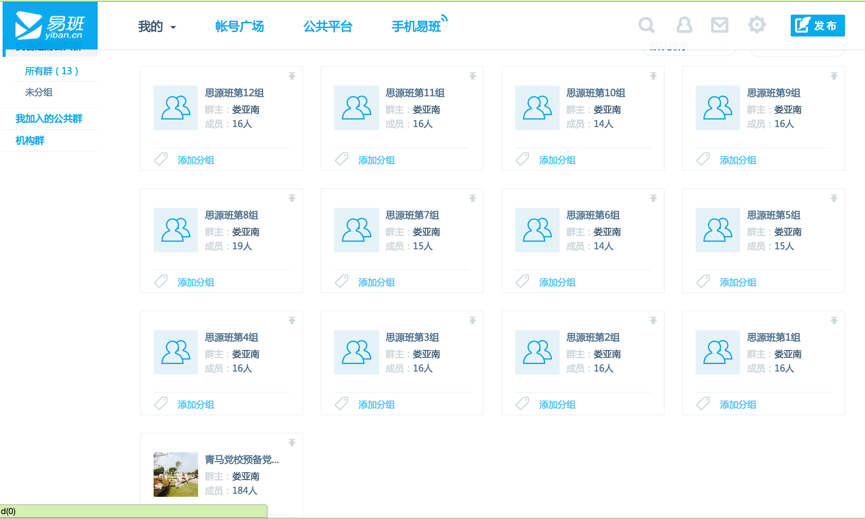 易班
yiban.cn
我的
帐号广场
公共平台
手机易班
发布
所有群（13）
未分组
我加入的公共群
机构群
思源班第12组
群主：娄亚南
成员：16人
添加分组
思源班第11组
群主：娄亚南
成员：16人
添加分组
思源班第10组
群主：娄亚南
成员：14人
添加分组
思源班第9组
群主：娄亚南
成员：16人
添加分组
思源班第8组
群主：娄亚南
成员：19人
添加分组
思源班第7组
群主：娄亚南
成员：15人
添加分组
思源班第6组
群主：娄亚南
成员：14人
添加分组
思源班第5组
群主：娄亚南
成员：15人
添加分组
思源班第4组
群主：娄亚南
成员：16人
添加分组
思源班第3组
群主：娄亚南
成员：16人
添加分组
思源班第2组
群主：娄亚南
成员：16人
添加分组
思源班第1组
群主：娄亚南
成员：16人
添加分组
青马党校预备党...
群主：娄亚南
成员：184人
d(0)